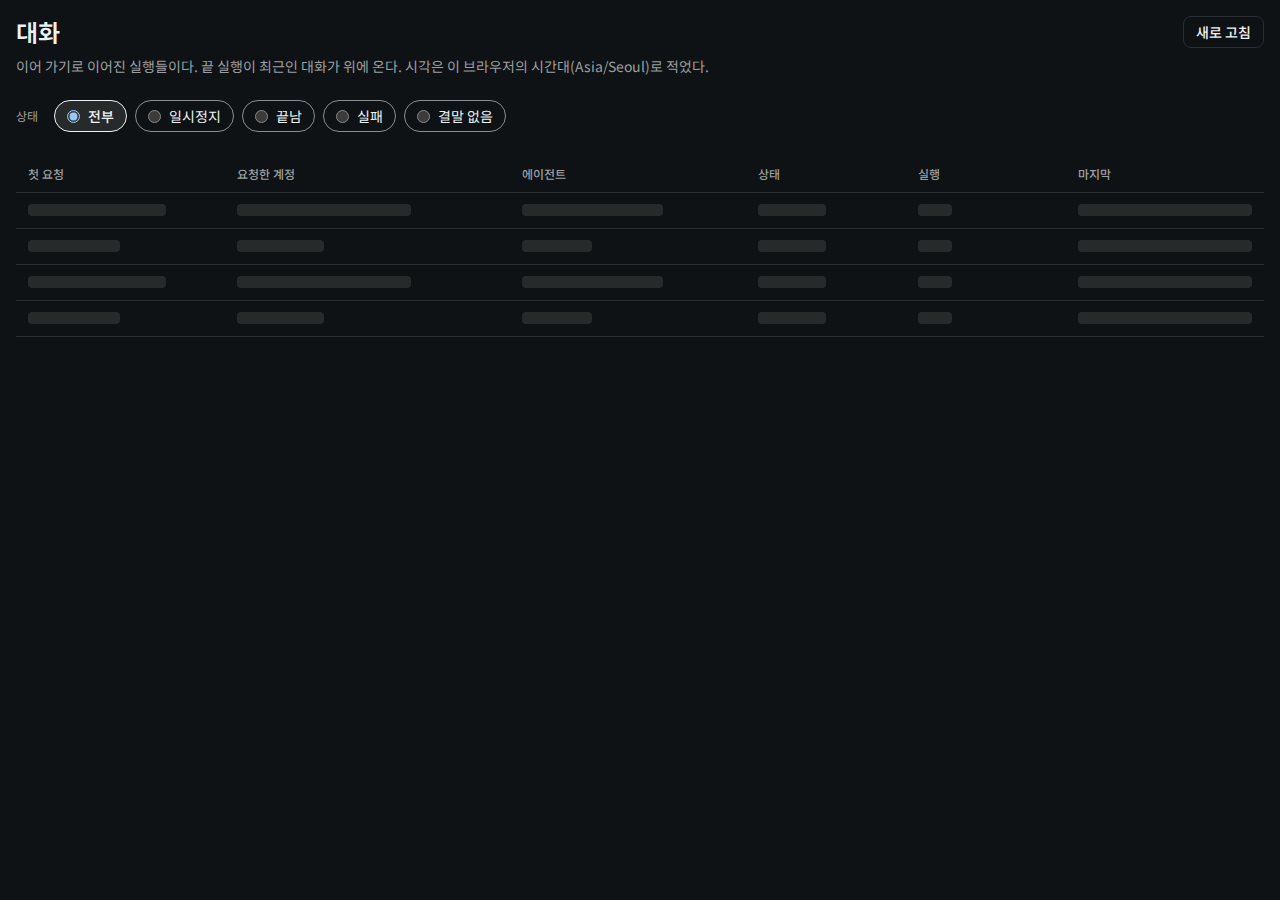 대화
새로 고침
이어 가기로 이어진 실행들이다. 끝 실행이 최근인 대화가 위에 온다. 시각은 이 브라우저의 시간대(Asia/Seoul)로 적었다.
상태 전부 일시정지 끝남 실패 결말 없음
첫 요청 요청한 계정 에이전트 상태 실행 마지막